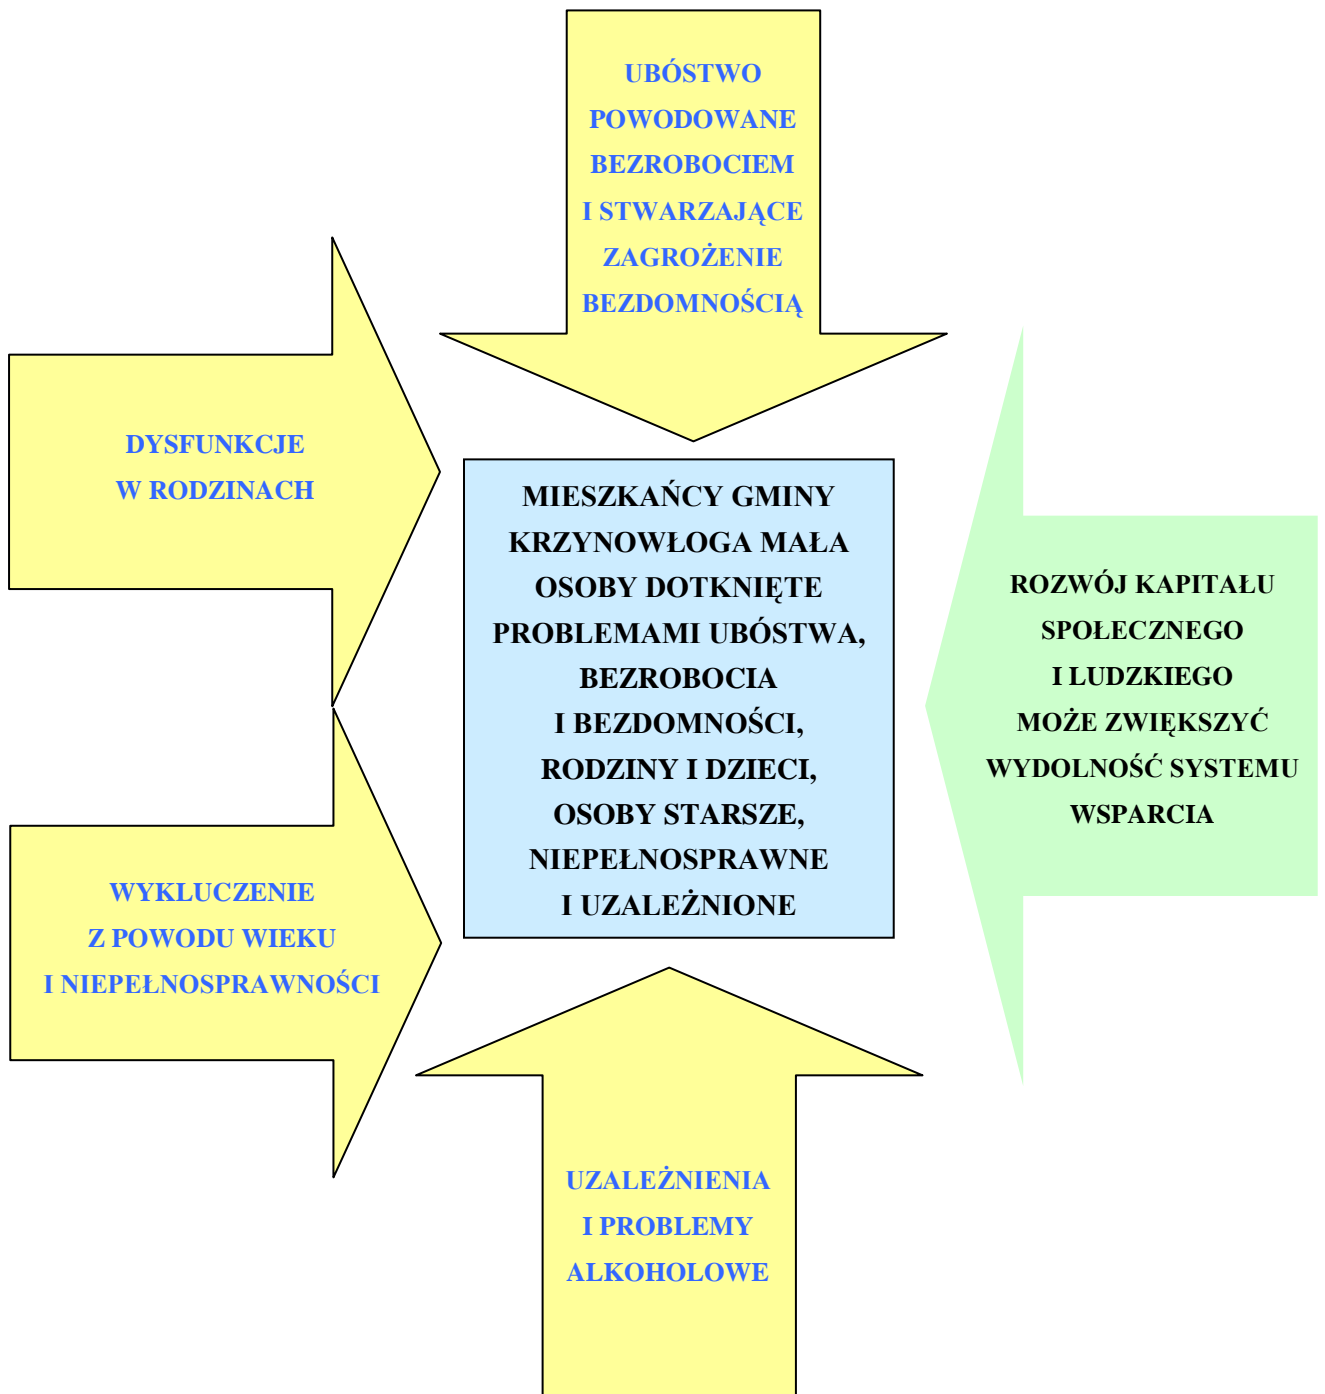 UBÓSTWO
POWODOWANE
BEZROBOCIEM
I STWARZAJĄCE
ZAGROŻENIE
BEZDOMNOŚCIĄ
DYSFUNKCJE
W RODZINACH
MIESZKAŃCY GMINY
KRZYNOWŁOGA MAŁA
OSOBY DOTKNIĘTE
PROBLEMAMI UBÓSTWA,
BEZROBOCIA
I BEZDOMNOŚCI,
RODZINY I DZIECI,
OSOBY STARSZE,
NIEPEŁNOSPRAWNE
I UZALEŻNIONE
ROZWÓJ KAPITAŁU
SPOŁECZNEGO
I LUDZKIEGO
MOŻE ZWIĘKSZYĆ
WYDOLNOŚĆ SYSTEMU
WSPARCIA
WYKLUCZENIE
Z POWODU WIEKU
I NIEPEŁNOSPRAWNOŚCI
UZALEŻNIENIA
I PROBLEMY
ALKOHOLOWE